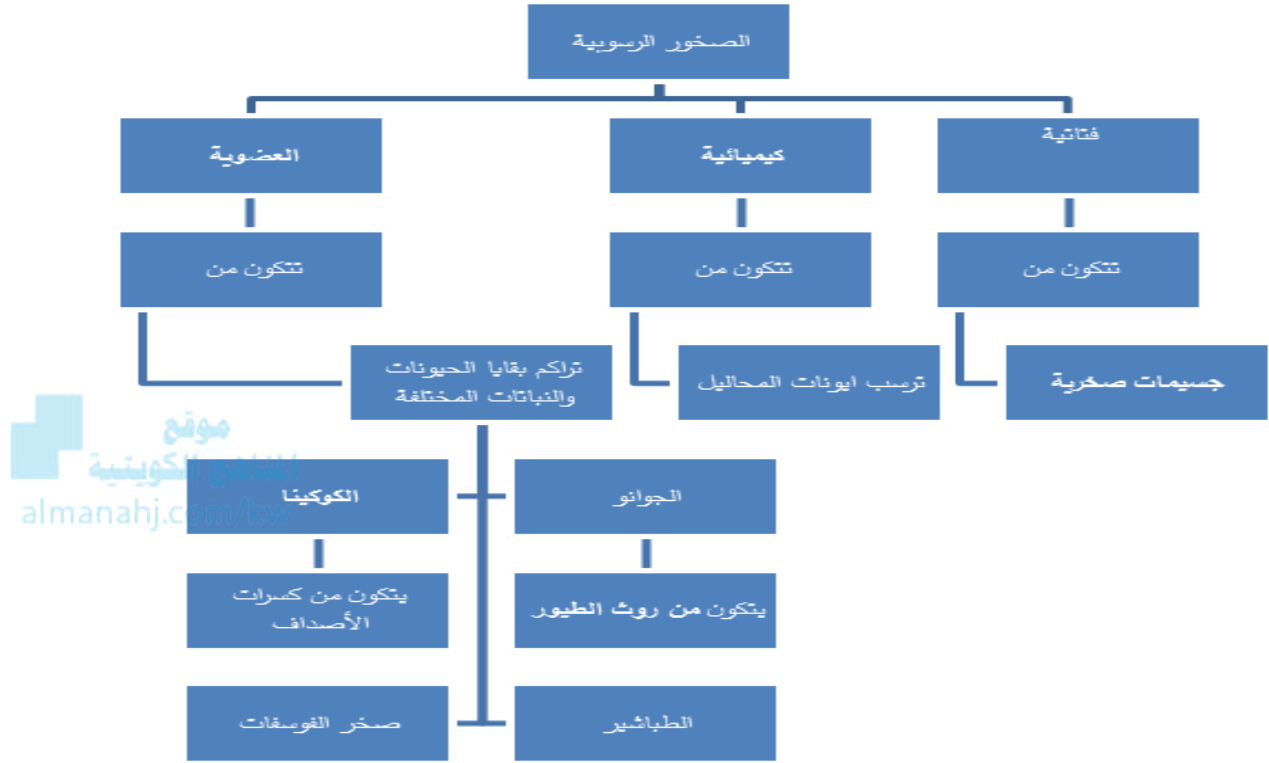 الصخور الرسوبية
فتاتية
كيميائية
العضوية
تتكون من
تتكون من
تتكون من
جسيمات صخرية
ترسب ايونات المحاليل
تراكم بقايا الحيونات
والنباتات المختلفة
الجوانو
الكوكينا
يتكون من روث الطيور
يتكون من كسرات
الأصداف
الطباشير
صخر الفوسفات
موقع
المناهج الكويتية
almanahj.com/kw